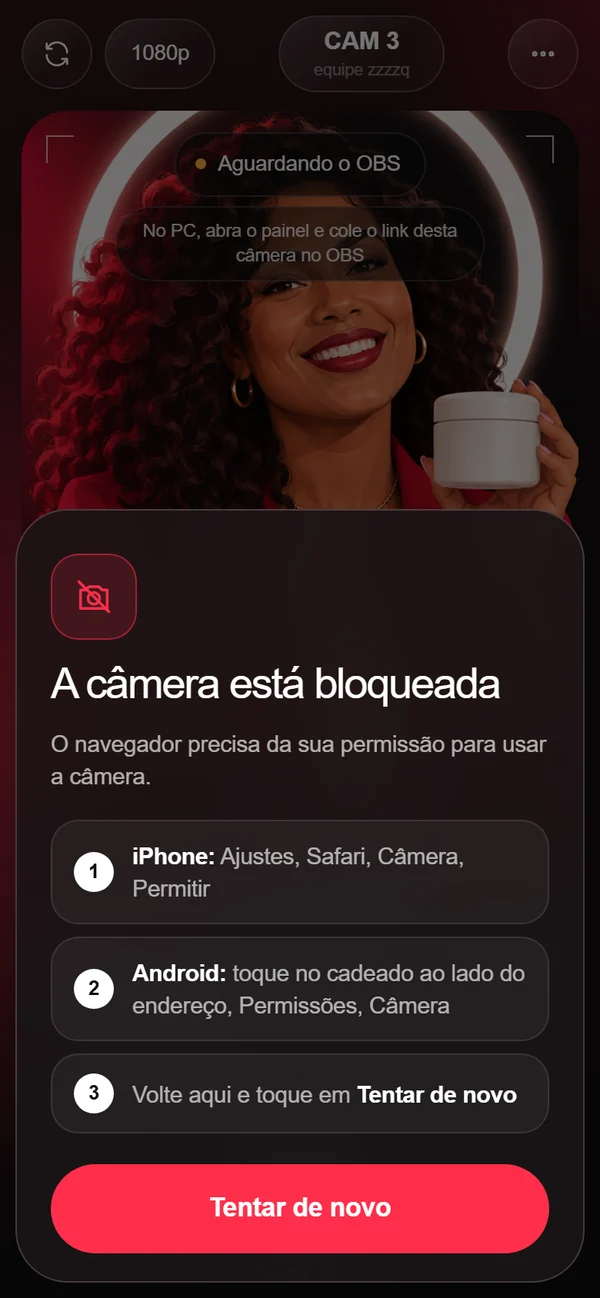 1080p
CAM 3
equipe zzzzq
Aguardando o OBS
No PC, abra o painel e cole o link desta
câmera no OBS
A câmera está bloqueada
O navegador precisa da sua permissão para usar
a câmera.
1
iPhone: Ajustes, Safari, Câmera,
Permitir
2
Android: toque no cadeado ao lado do
endereço, Permissões, Câmera
3
Volte aqui e toque em Tentar de novo
Tentar de novo